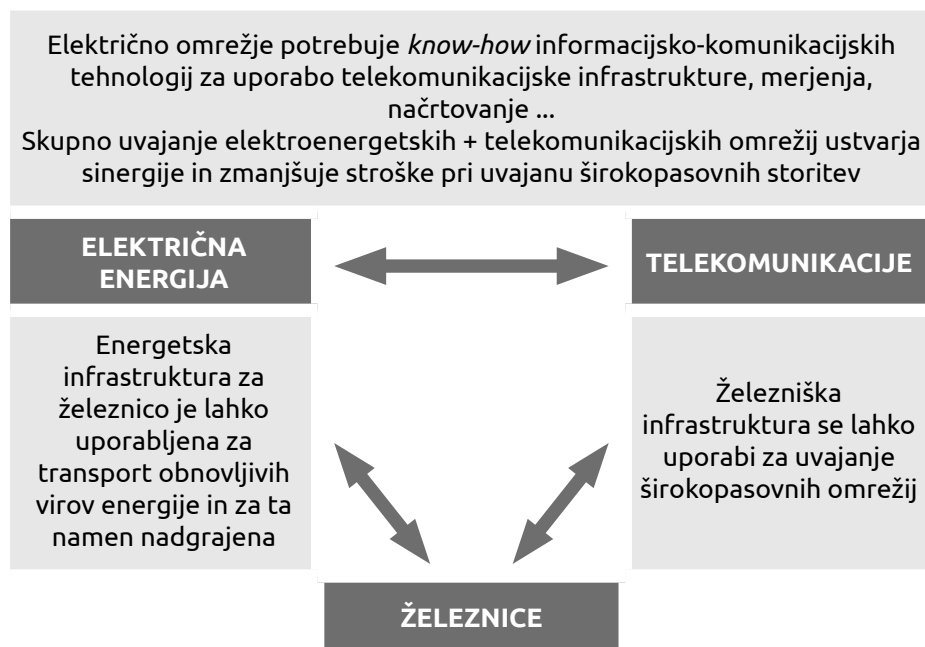 Električno omrežje potrebuje know-how informacijsko-komunikacijskih
tehnologij za uporabo telekomunikacijske infrastrukture, merjenja,
načrtovanje ...
Skupno uvajanje elektroenergetskih + telekomunikacijskih omrežij ustvarja
sinergije in zmanjšuje stroške pri uvajanu širokopasovnih storitev
ELEKTRIČNA
ENERGIJA
TELEKOMUNIKACIJE
Energetska
infrastruktura za
železnico je lahko
uporabljena za
transport obnovljivih
virov energije in za ta
namen nadgrajena
Železniška
infrastruktura se lahko
uporabi za uvajanje
širokopasovnih omrežij
ŽELEZNICE